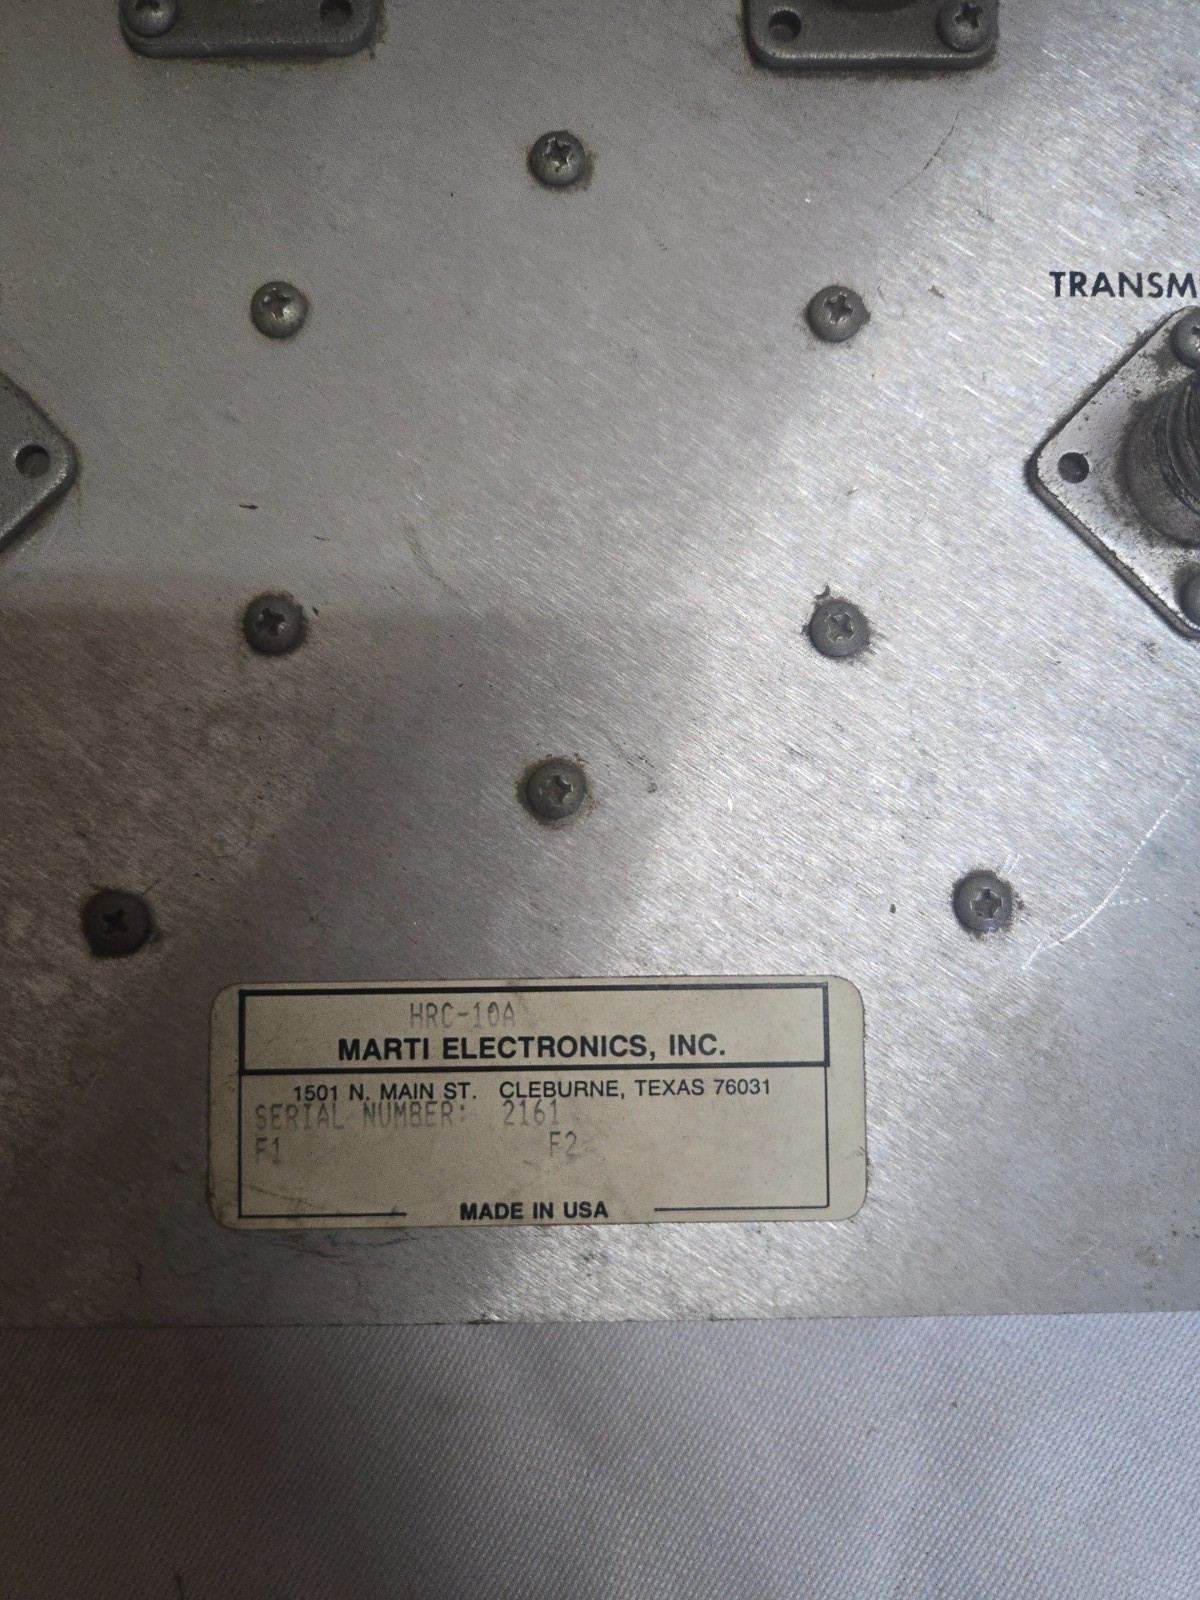 HRC-10A
MARTI ELECTRONICS, INC.
1501 N. MAIN ST. CLEBURNE, TEXAS 76031
SERIAL NUMBER: 2161
F1 F2
MADE IN USA